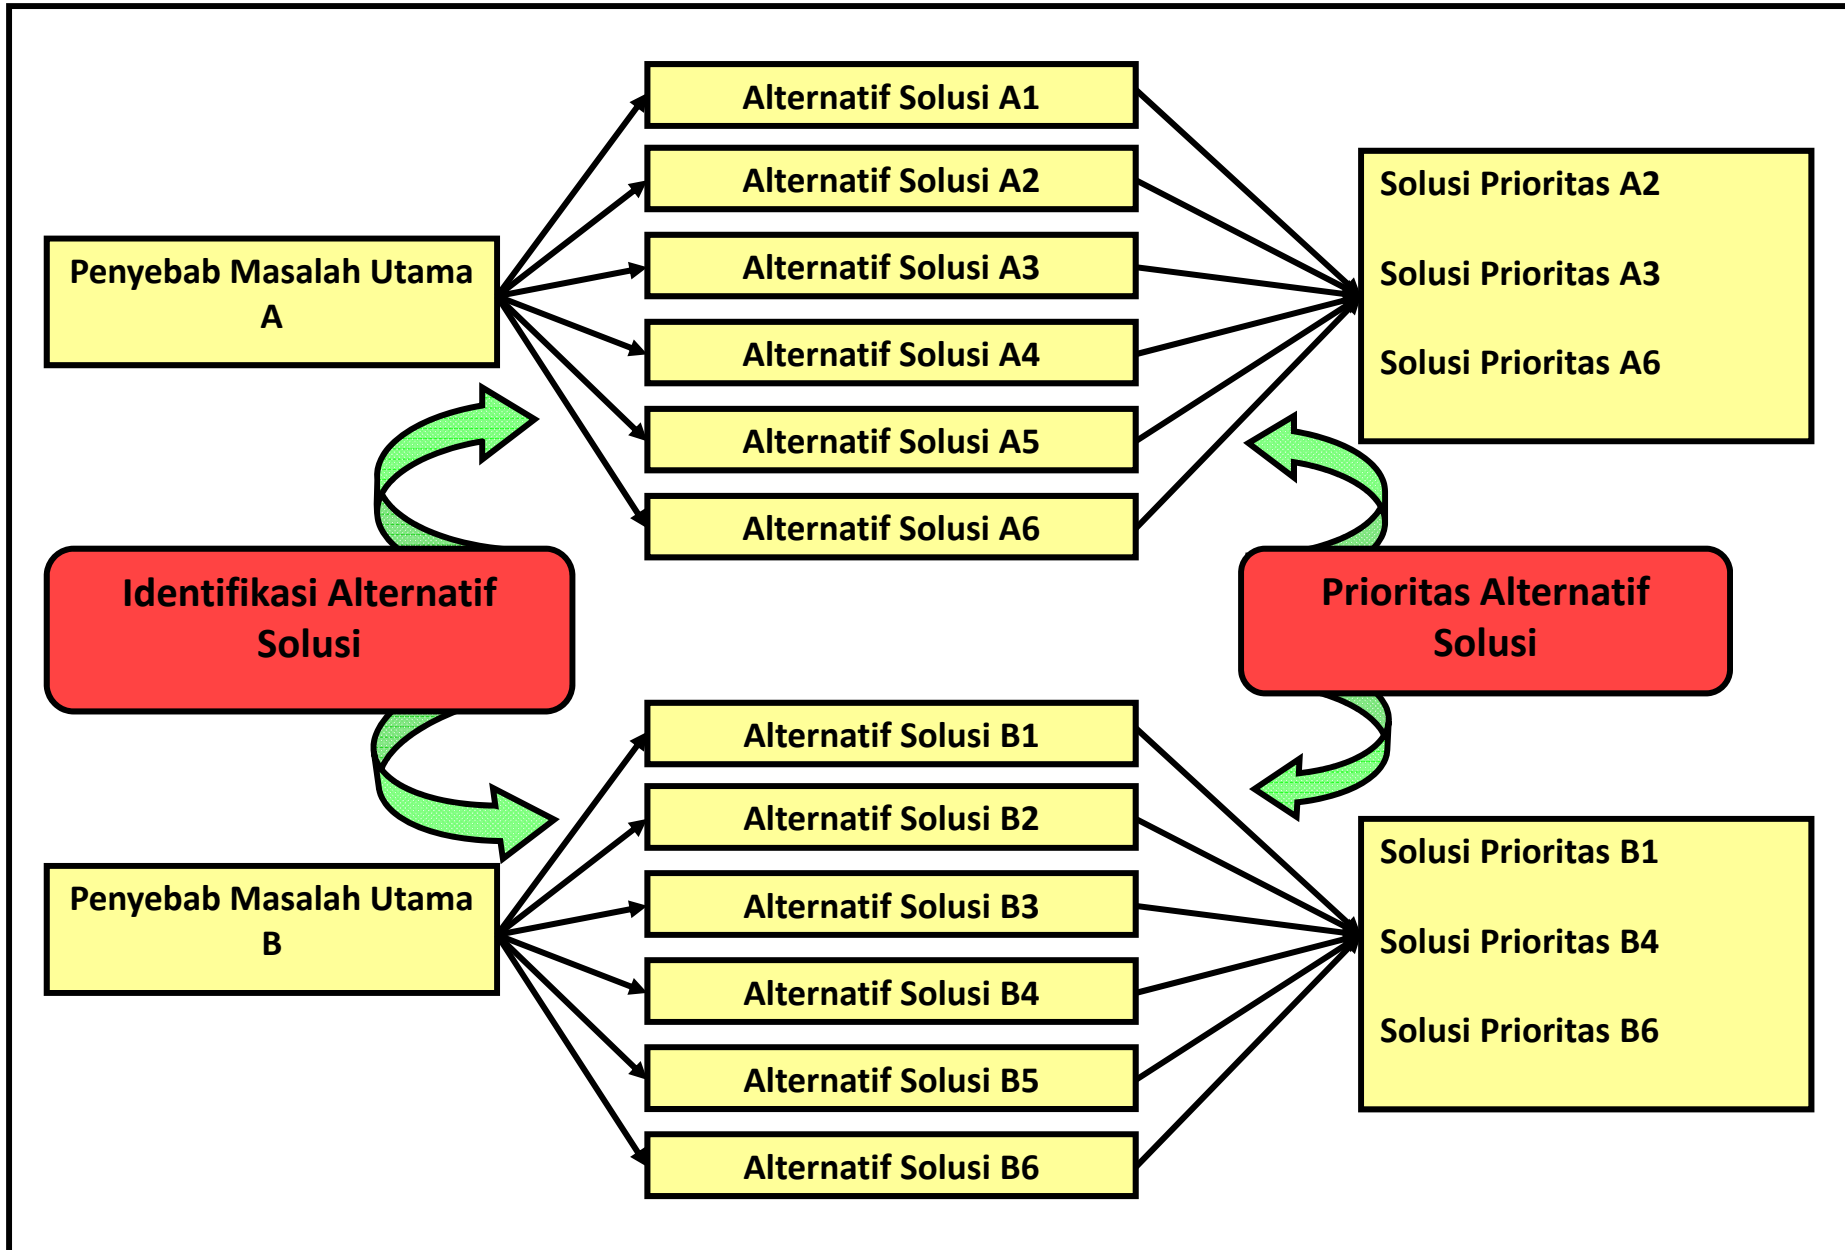 Alternatif Solusi A1
Alternatif Solusi A2
Alternatif Solusi A3
Alternatif Solusi A4
Alternatif Solusi A5
Alternatif Solusi A6
Penyebab Masalah Utama
A
Solusi Prioritas A2
Solusi Prioritas A3
Solusi Prioritas A6
Identifikasi Alternatif
Solusi
Prioritas Alternatif
Solusi
Alternatif Solusi B1
Alternatif Solusi B2
Alternatif Solusi B3
Alternatif Solusi B4
Alternatif Solusi B5
Alternatif Solusi B6
Penyebab Masalah Utama
B
Solusi Prioritas B1
Solusi Prioritas B4
Solusi Prioritas B6